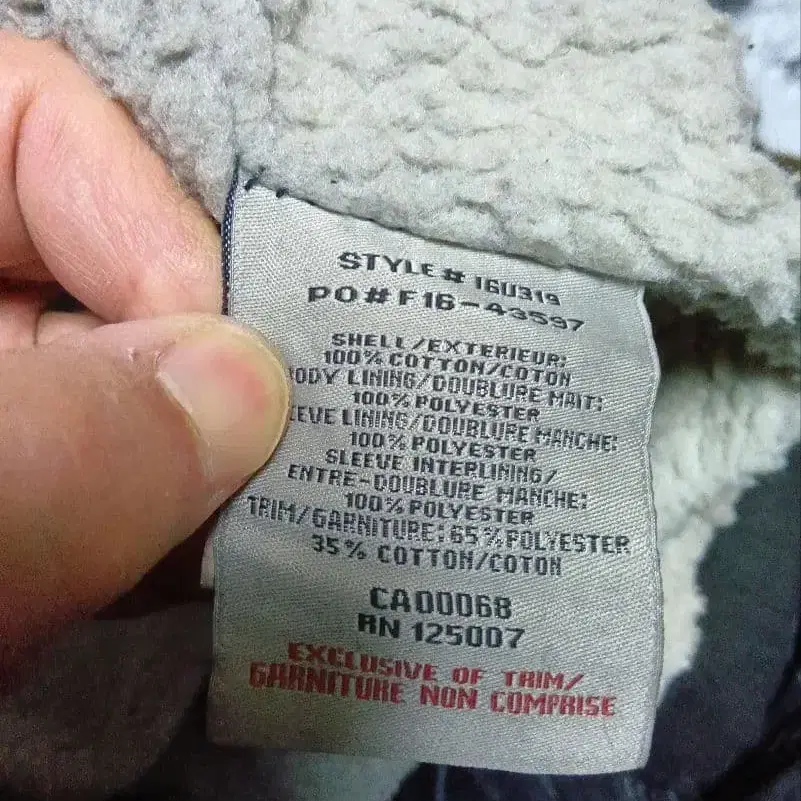 STYLE # 16U319
PO#F16-43597
SHELL/EXTERIEUR:
100% COTTON/COTON
ODY LINING/DOUBLURE MAIT:
100% POLYESTER
EVE LINING/DOUBLURE MANCHE:
100% POLYESTER
SLEEVE INTERLINING/
ENTRE-DOUBLURE MANCHE:
100% POLYESTER
TRIM/GARNITURE: 65% POLYESTER
35% COTTON/COTON
CA00068
RN 125007
EXCLUSIVE OF TRIM/
GARNITURE NON COMPRISE